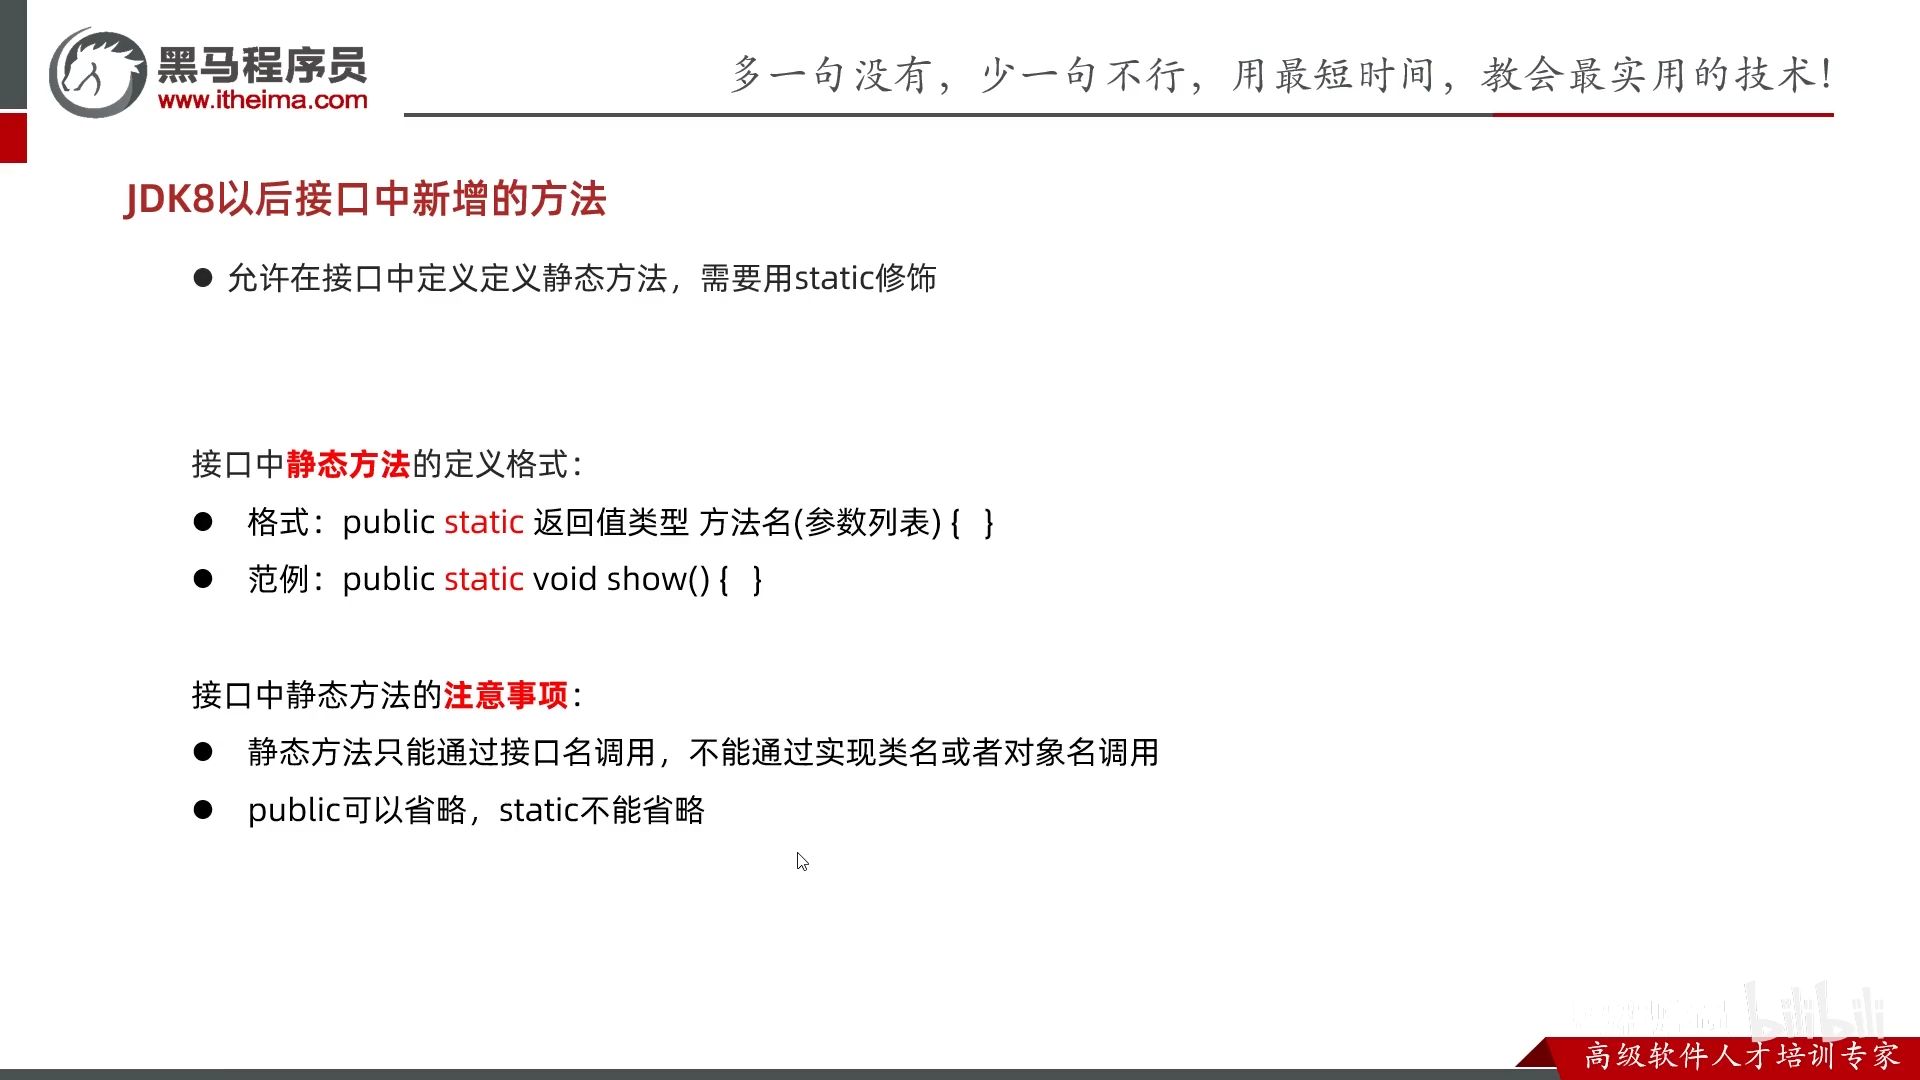 黑马程序员
www.itheima.com
多一句没有，少一句不行，用最短时间，教会最实用的技术！
JDK8以后接口中新增的方法
● 允许在接口中定义定义静态方法，需要用static修饰
接口中静态方法的定义格式：
● 格式：public static 返回值类型 方法名(参数列表) { }
● 范例：public static void show() { }
接口中静态方法的注意事项：
● 静态方法只能通过接口名调用，不能通过实现类名或者对象名调用
● public可以省略，static不能省略
bilibili
高级软件人才培训专家